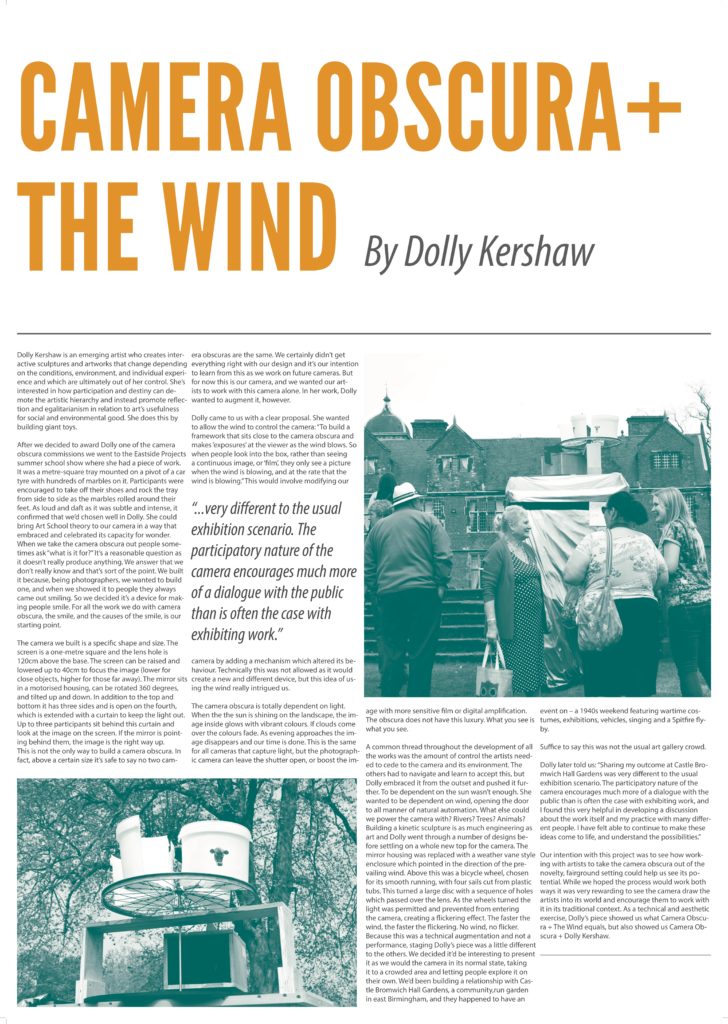 CAMERA OBSCURA+
THE WIND By Dolly Kershaw
Dolly Kershaw is an emerging artist who creates inter-
active sculptures and artworks that change depending
on the conditions, environment, and individual experi-
ence and which are ultimately out of her control. She's
interested in how participation and destiny can de-
mote the artistic hierarchy and instead promote reflec-
tion and egalitarianism in relation to art's usefulness
for social and environmental good. She does this by
building giant toys.
After we decided to award Dolly one of the camera
obscura commissions we went to the Eastside Projects
summer school show where she had a piece of work.
It was a metre-square tray mounted on a pivot of a car
tyre with hundreds of marbles on it. Participants were
encouraged to take off their shoes and rock the tray
from side to side as the marbles rolled around their
feet. As loud and daft as it was subtle and intense, it
confirmed that we'd chosen well in Dolly. She could
bring Art School theory to our camera in a way that
embraced and celebrated its capacity for wonder.
When we take the camera obscura out people some-
times ask "what is it for?" It's a reasonable question as
it doesn't really produce anything. We answer that we
don't really know and that's sort of the point. We built
it because, being photographers, we wanted to build
one, and when we showed it to people they always
came out smiling. So we decided it's a device for mak-
ing people smile. For all the work we do with camera
obscura, the smile, and the causes of the smile, is our
starting point.
The camera we built is a specific shape and size. The
screen is a one-metre square and the lens hole is
120cm above the base. The screen can be raised and
lowered up to 40cm to focus the image (lower for
close objects, higher for those far away). The mirror sits
in a motorised housing, can be rotated 360 degrees,
and tilted up and down. In addition to the top and
bottom it has three sides and is open on the fourth,
which is extended with a curtain to keep the light out.
Up to three participants sit behind this curtain and
look at the image on the screen. If the mirror is point-
ing behind them, the image is the right way up.
This is not the only way to build a camera obscura. In
fact, above a certain size it's safe to say no two cam-
era obscuras are the same. We certainly didn't get
everything right with our design and it's our intention
to learn from this as we work on future cameras. But
for now this is our camera, and we wanted our art-
ists to work with this camera alone. In her work, Dolly
wanted to augment it, however.
Dolly came to us with a clear proposal. She wanted
to allow the wind to control the camera: "To build a
framework that sits close to the camera obscura and
makes 'exposures' at the viewer as the wind blows. So
when people look into the box, rather than seeing
a continuous image, or 'film', they only see a picture
when the wind is blowing, and at the rate that the
wind is blowing." This would involve modifying our
"...very different to the usual
exhibition scenario. The
participatory nature of the
camera encourages much more
of a dialogue with the public
than is often the case with
exhibiting work."
camera by adding a mechanism which altered its be-
haviour. Technically this was not allowed as it would
create a new and different device, but this idea of us-
ing the wind really intrigued us.
The camera obscura is totally dependent on light.
When the the sun is shining on the landscape, the im-
age inside glows with vibrant colours. If clouds come
over the colours fade. As evening approaches the im-
age disappears and our time is done. This is the same
for all cameras that capture light, but the photograph-
ic camera can leave the shutter open, or boost the im-
age with more sensitive film or digital amplification.
The obscura does not have this luxury. What you see is
what you see.
A common thread throughout the development of all
the works was the amount of control the artists need-
ed to cede to the camera and its environment. The
others had to navigate and learn to accept this, but
Dolly embraced it from the outset and pushed it fur-
ther. To be dependent on the sun wasn't enough. She
wanted to be dependent on wind, opening the door
to all manner of natural automation. What else could
we power the camera with? Rivers? Trees? Animals?
Building a kinetic sculpture is as much engineering as
art and Dolly went through a number of designs be-
fore settling on a whole new top for the camera. The
mirror housing was replaced with a weather vane style
enclosure which pointed in the direction of the pre-
vailing wind. Above this was a bicycle wheel, chosen
for its smooth running, with four sails cut from plastic
tubs. This turned a large disc with a sequence of holes
which passed over the lens. As the wheels turned the
light was permitted and prevented from entering
the camera, creating a flickering effect. The faster the
wind, the faster the flickering. No wind, no flicker.
Because this was a technical augmentation and not a
performance, staging Dolly's piece was a little different
to the others. We decided it'd be interesting to present
it as we would the camera in its normal state, taking
it to a crowded area and letting people explore it on
their own. We'd been building a relationship with Cas-
tle Bromwich Hall Gardens, a community,run garden
in east Birmingham, and they happened to have an
event on – a 1940s weekend featuring wartime cos-
tumes, exhibitions, vehicles, singing and a Spitfire fly-
by.
Suffice to say this was not the usual art gallery crowd.
Dolly later told us: "Sharing my outcome at Castle Bro-
mwich Hall Gardens was very different to the usual
exhibition scenario. The participatory nature of the
camera encourages much more of a dialogue with the
public than is often the case with exhibiting work, and
I found this very helpful in developing a discussion
about the work itself and my practice with many differ-
ent people. I have felt able to continue to make these
ideas come to life, and understand the possibilities."
Our intention with this project was to see how work-
ing with artists to take the camera obscura out of the
novelty, fairground setting could help us see its po-
tential. While we hoped the process would work both
ways it was very rewarding to see the camera draw the
artists into its world and encourage them to work with
it in its traditional context. As a technical and aesthetic
exercise, Dolly's piece showed us what Camera Obscu-
ra + The Wind equals, but also showed us Camera Ob-
scura + Dolly Kershaw.